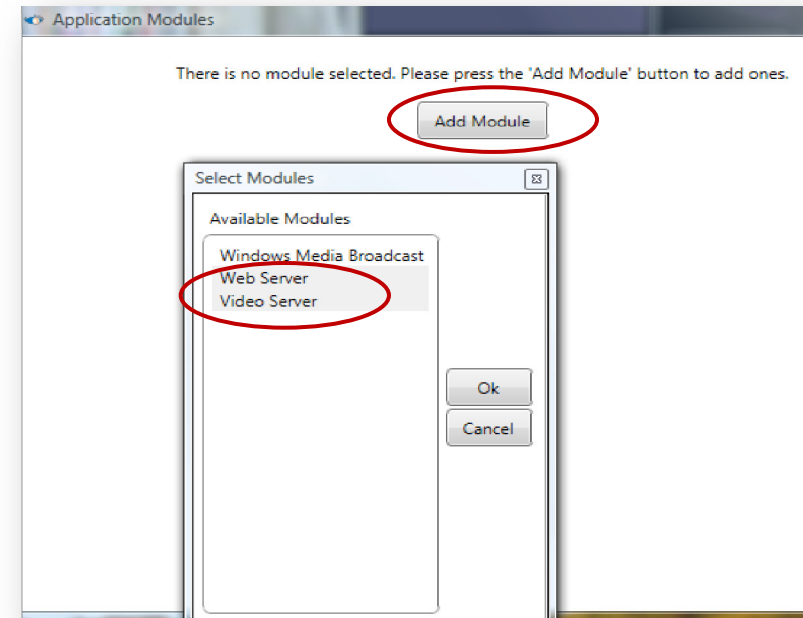 Application Modules
There is no module selected. Please press the 'Add Module' button to add ones.
Add Module
Select Modules
Available Modules
Windows Media Broadcast
Web Server
Video Server
Ok
Cancel